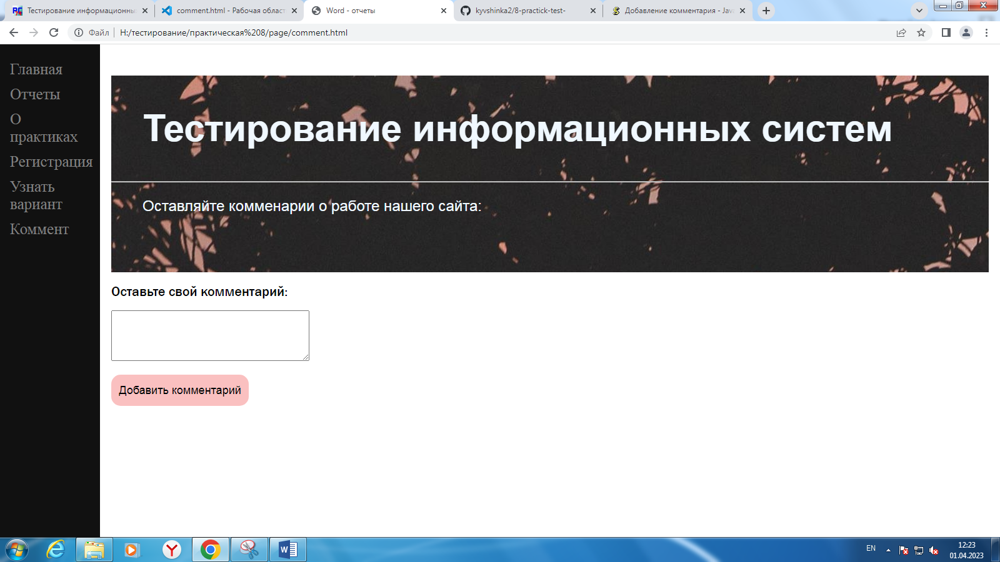 Тестирование информационны
comment.html - Рабочая област
Word - отчеты
kyvshinka2/8-practick-test-
Добавление комментария - Jav
Файл
H:/тестирование/практическая%208/page/comment.html
Главная
Отчеты
О
практиках
Регистрация
Узнать
вариант
Коммент
Тестирование информационных систем
Оставляйте комменарии о работе нашего сайта:
Оставьте свой комментарий:
Добавить комментарий
EN
12:23
01.04.2023